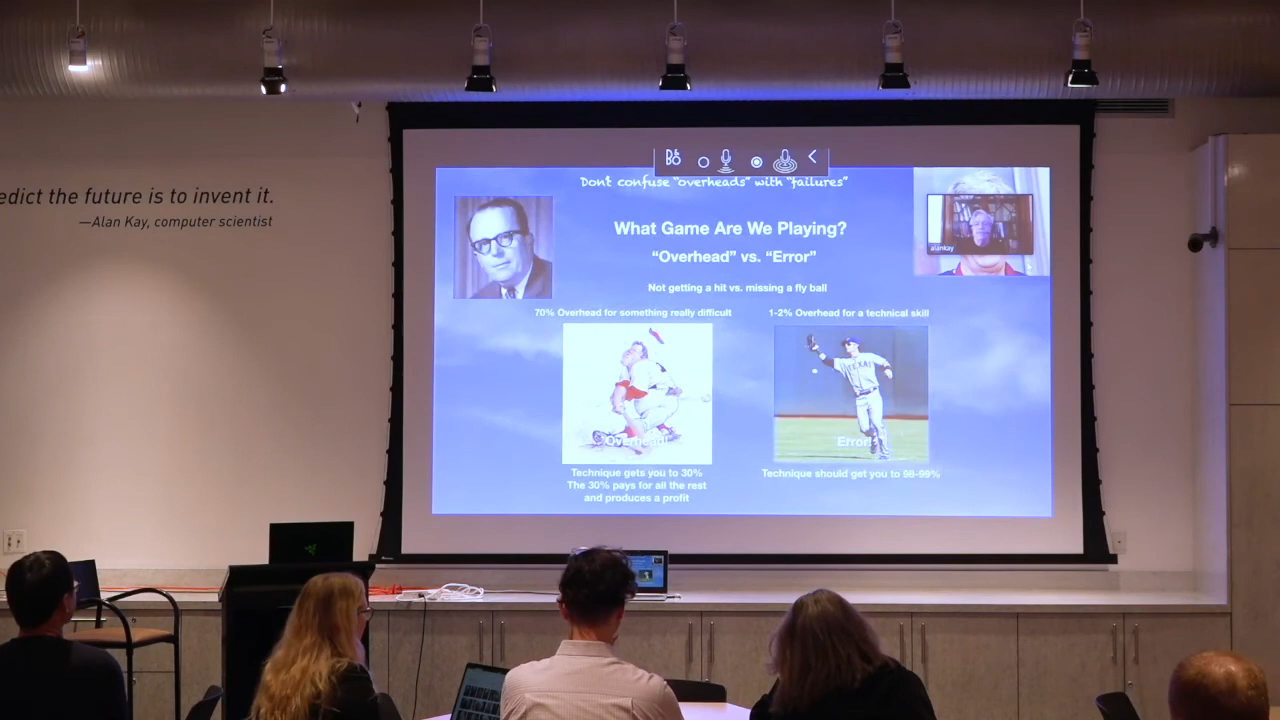 edict the future is to invent it.
—Alan Kay, computer scientist
Don't confuse "overheads" with "failures"
What Game Are We Playing?
"Overhead" vs. "Error"
alankay
Not getting a hit vs. missing a fly ball
70% Overhead for something really difficult
1-2% Overhead for a technical skill
TEXAS
Overhead!
Error!
Technique gets you to 30%
The 30% pays for all the rest
and produces a profit
Technique should get you to 98-99%